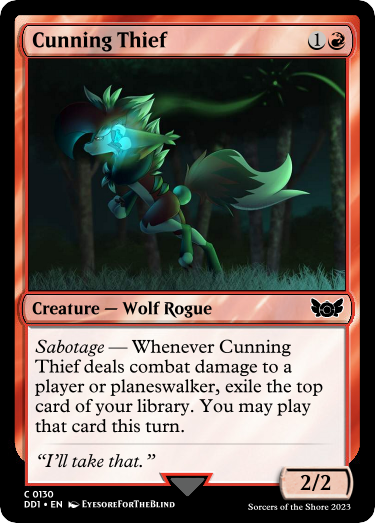 Cunning Thief 1
Creature — Wolf Rogue
Sabotage — Whenever Cunning
Thief deals combat damage to a
player or planeswalker, exile the top
card of your library. You may play
that card this turn.
“I’ll take that.”
2/2
C 0130
DD1 • EN EyesoreForTheBlind
Sorcers of the Shore 2023